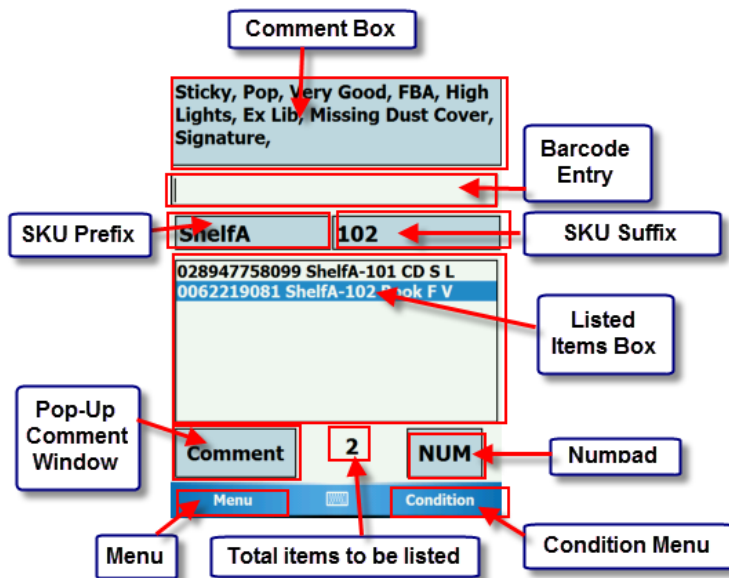 Comment Box
Sticky, Pop, Very Good, FBA, High
Lights, Ex Lib, Missing Dust Cover,
Signature,
Barcode
Entry
SKU Prefix
ShelfA
102
SKU Suffix
028947758099 ShelfA-101 CD S L
0062219081 ShelfA-102 Book F V
Listed
Items Box
Pop-Up
Comment
Window
Comment
2
NUM
Numpad
Menu
Condition
Menu
Total items to be listed
Condition Menu